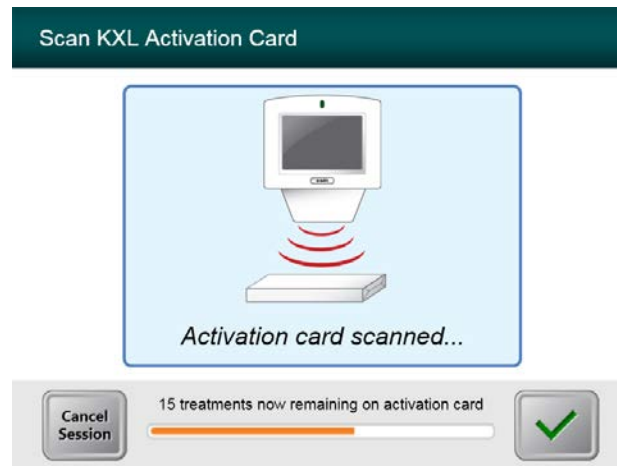 Scan KXL Activation Card
Activation card scanned...
Cancel
Session
15 treatments now remaining on activation card